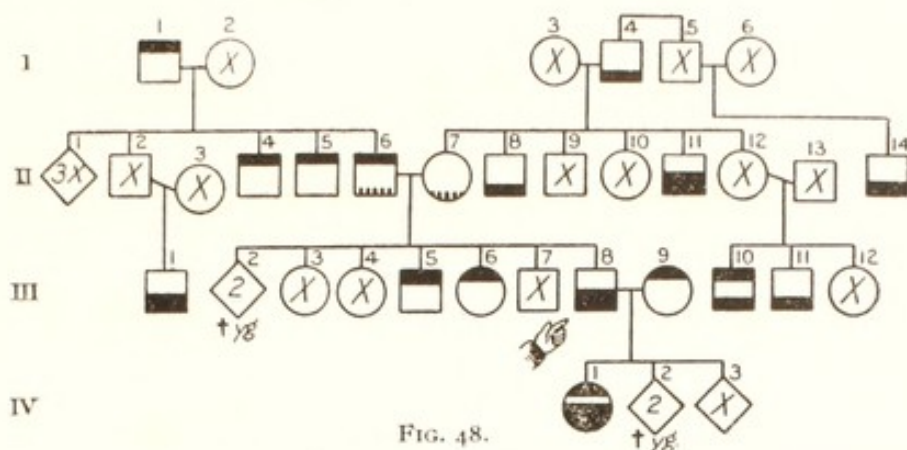 1 2 3 4 5 6
I X X X X
1 2 3 4 5 6 7 8 9 10 11 12 13 14
II 3X X X X X X X
1 2 3 4 5 6 7 8 9 10 11 12
III 2 X X X X
† yg
1 2 3
IV 2 X
† yg.
FIG. 48.